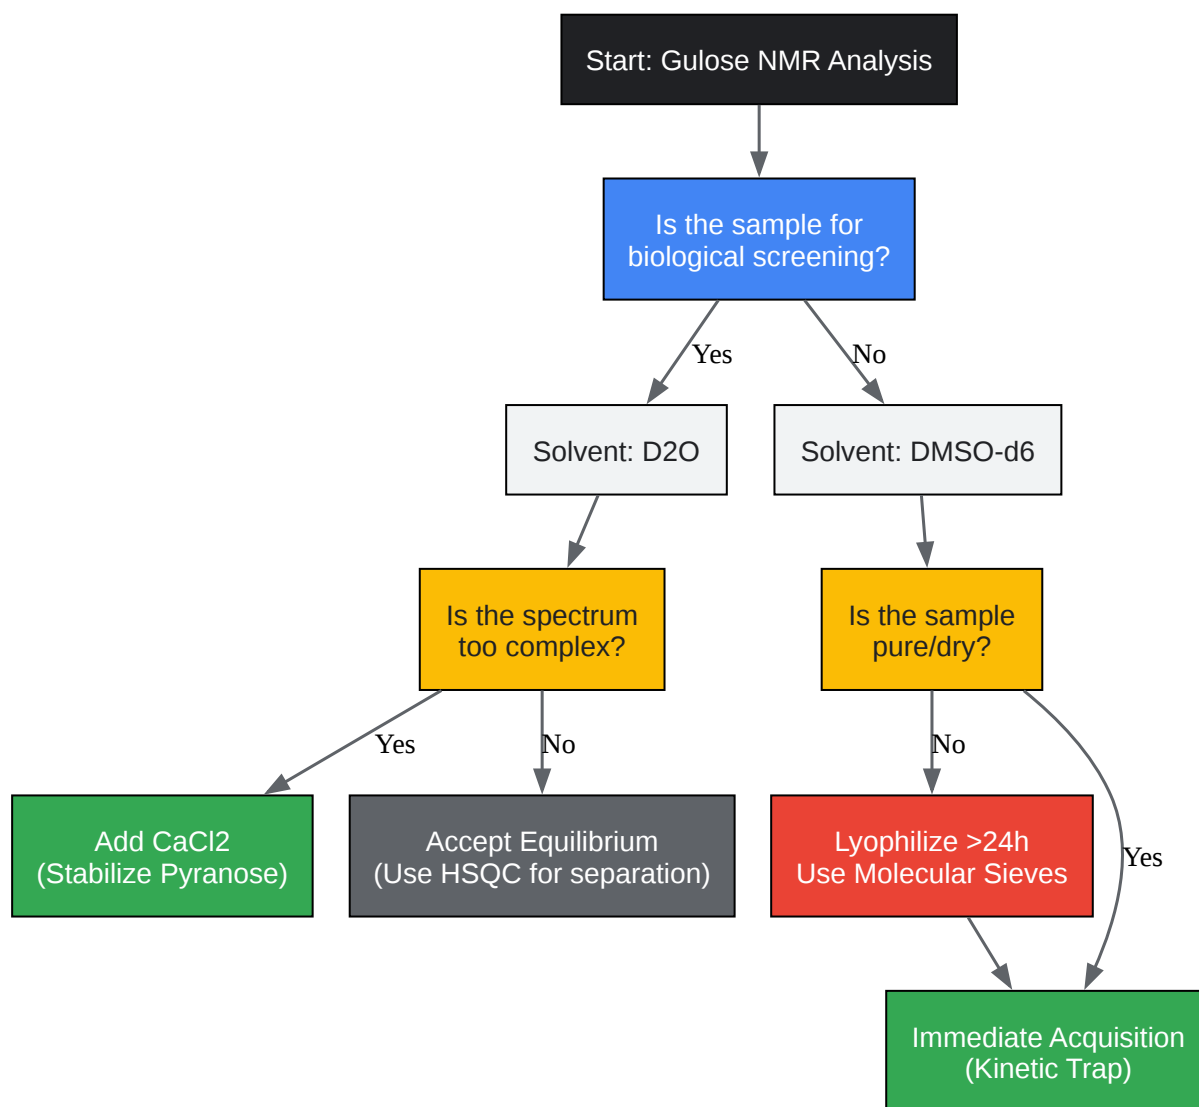 Start: Gulose NMR Analysis
Is the sample for
biological screening?
Yes
No
Solvent: D2O
Solvent: DMSO-d6
Is the spectrum
too complex?
Is the sample
pure/dry?
Yes
No
No
Yes
Add CaCl2
(Stabilize Pyranose)
Accept Equilibrium
(Use HSQC for separation)
Lyophilize >24h
Use Molecular Sieves
Immediate Acquisition
(Kinetic Trap)